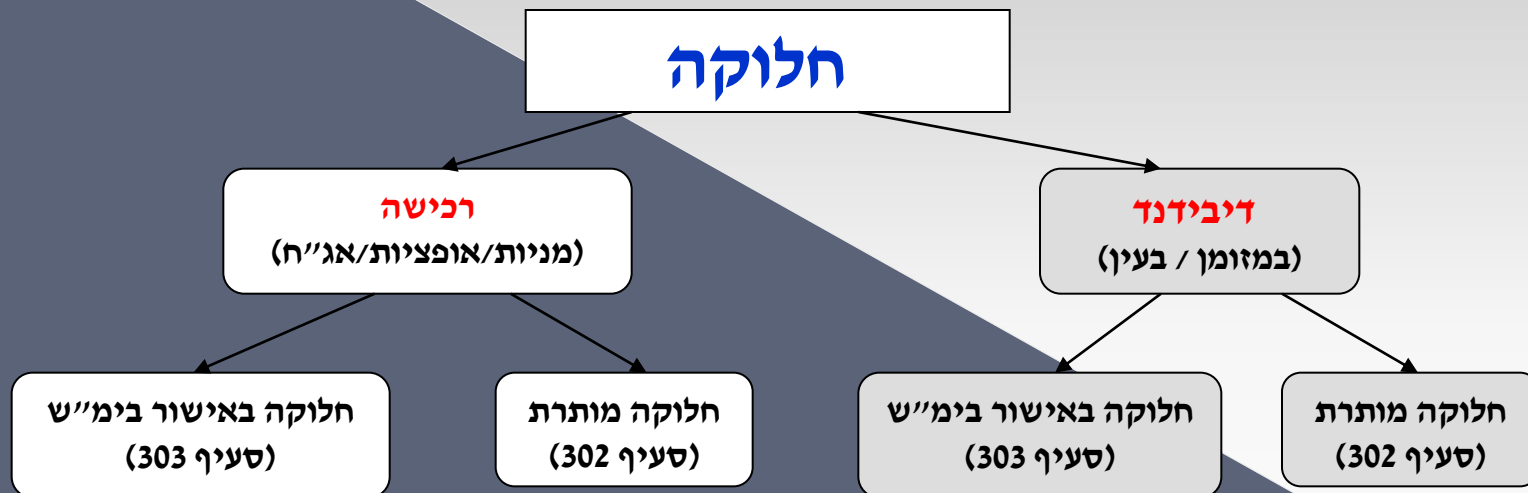 חלוקה
דיבידנד
(במזומן / בעין)
רכישה
(מניות/אופציות/אג״ח)
חלוקה מותרת
(סעיף 302)
חלוקה באישור בימ״ש
(סעיף 303)
חלוקה מותרת
(סעיף 302)
חלוקה באישור בימ״ש
(סעיף 303)